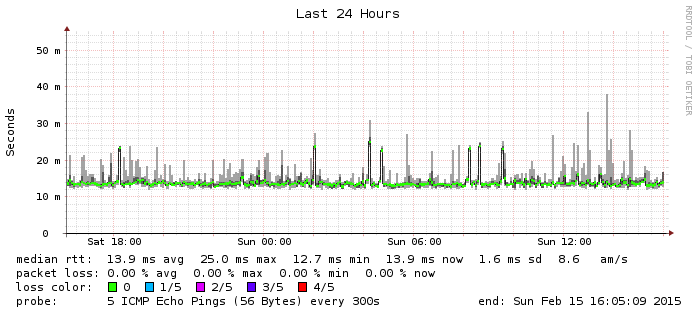 Last 24 Hours
RRDTOOL / TOBI OETIKER
Seconds
50 m
40 m
30 m
20 m
10 m
0
Sat 18:00 Sun 00:00 Sun 06:00 Sun 12:00
median rtt: 13.9 ms avg 25.0 ms max 12.7 ms min 13.9 ms now 1.6 ms sd 8.6 am/s
packet loss: 0.00 % avg 0.00 % max 0.00 % min 0.00 % now
loss color: 0 1/5 2/5 3/5 4/5
probe: 5 ICMP Echo Pings (56 Bytes) every 300s end: Sun Feb 15 16:05:09 2015